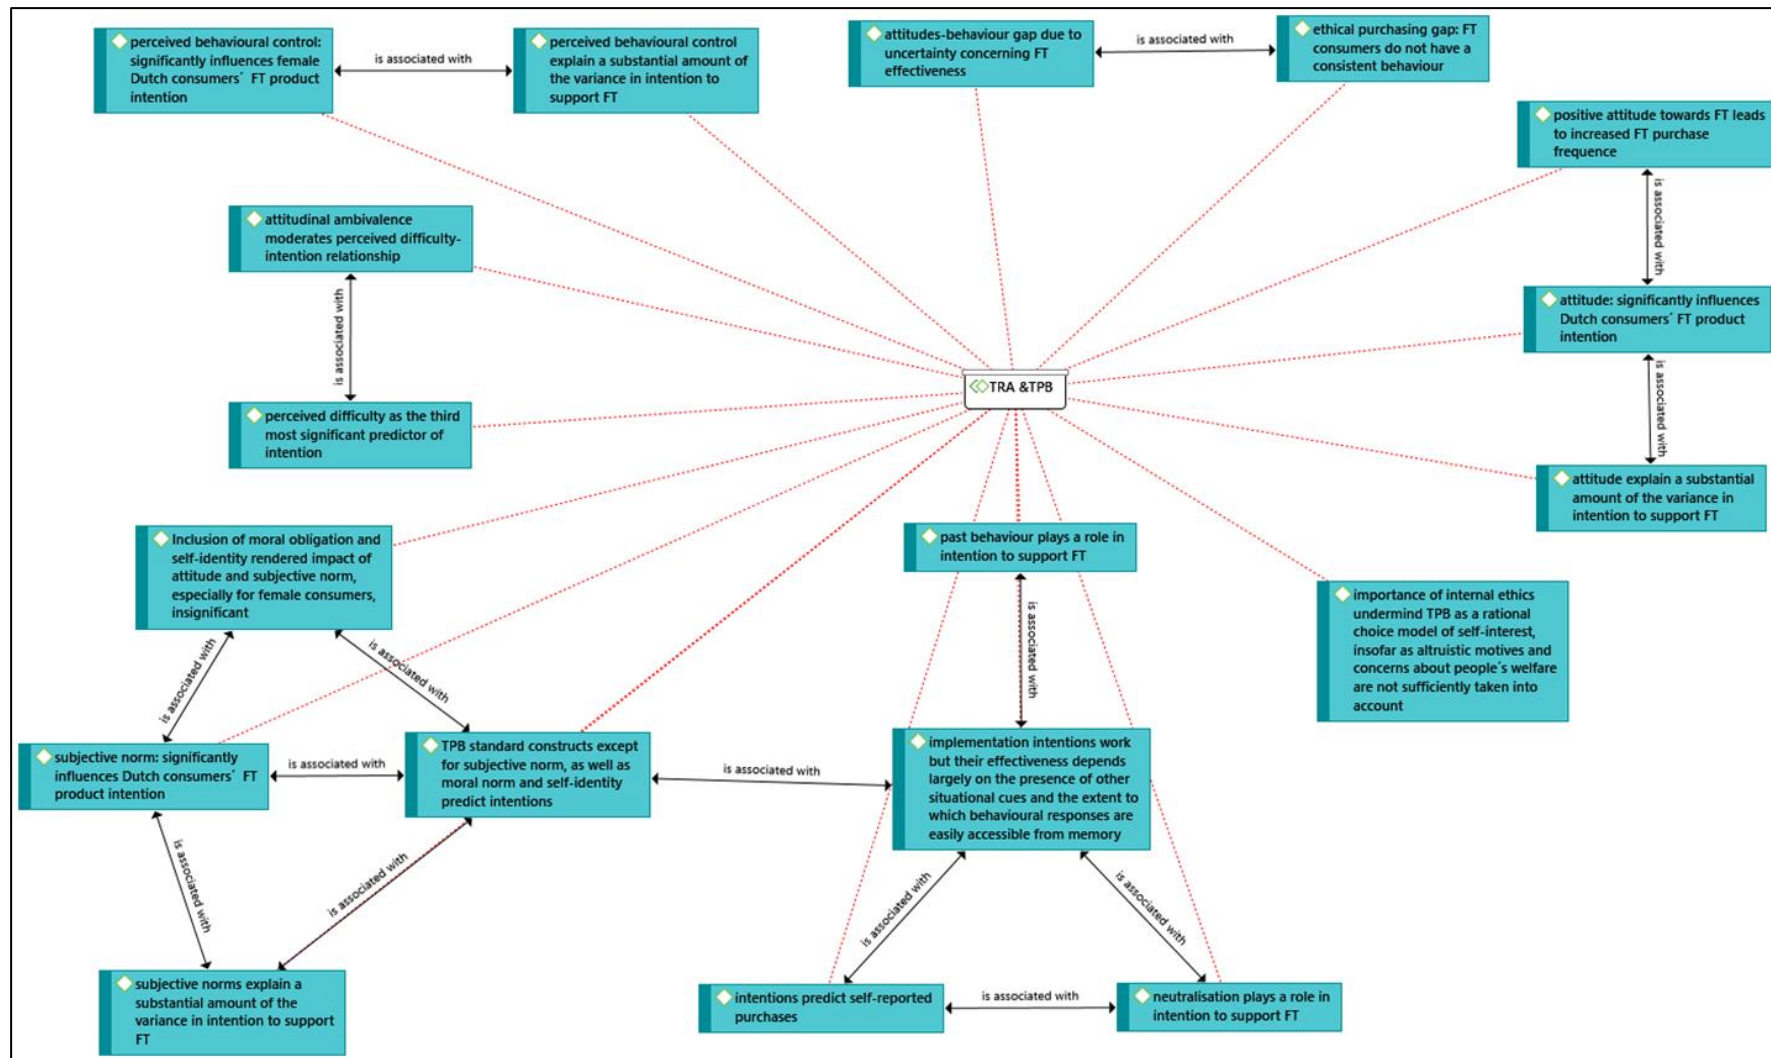 perceived behavioural control:
significantly influences female
Dutch consumers´ FT product
intention
is associated with
perceived behavioural control
explain a substantial amount of
the variance in intention to
support FT
attitudes-behaviour gap due to
uncertainty concerning FT
effectiveness
is associated with
ethical purchasing gap: FT
consumers do not have a
consistent behaviour
positive attitude towards FT leads
to increased FT purchase
frequence
is associated with
attitudinal ambivalence
moderates perceived difficulty-
intention relationship
is associated with
attitude: significantly influences
Dutch consumers´ FT product
intention
is associated with
TRA &TPB
perceived difficulty as the third
most significant predictor of
intention
attitude explain a substantial
amount of the variance in
intention to support FT
Inclusion of moral obligation and
self-identity rendered impact of
attitude and subjective norm,
especially for female consumers,
insignificant
past behaviour plays a role in
intention to support FT
importance of internal ethics
undermind TPB as a rational
choice model of self-interest,
insofar as altruistic motives and
concerns about people´s welfare
are not sufficiently taken into
account
is associated with
is associated with
is associated with
subjective norm: significantly
influences Dutch consumers´ FT
product intention
is associated with
TPB standard constructs except
for subjective norm, as well as
moral norm and self-identity
predict intentions
is associated with
implementation intentions work
but their effectiveness depends
largely on the presence of other
situational cues and the extent to
which behavioural responses are
easily accessible from memory
is associated with
is associated with
is associated with
is associated with
subjective norms explain a
substantial amount of the
variance in intention to support
FT
intentions predict self-reported
purchases
is associated with
neutralisation plays a role in
intention to support FT